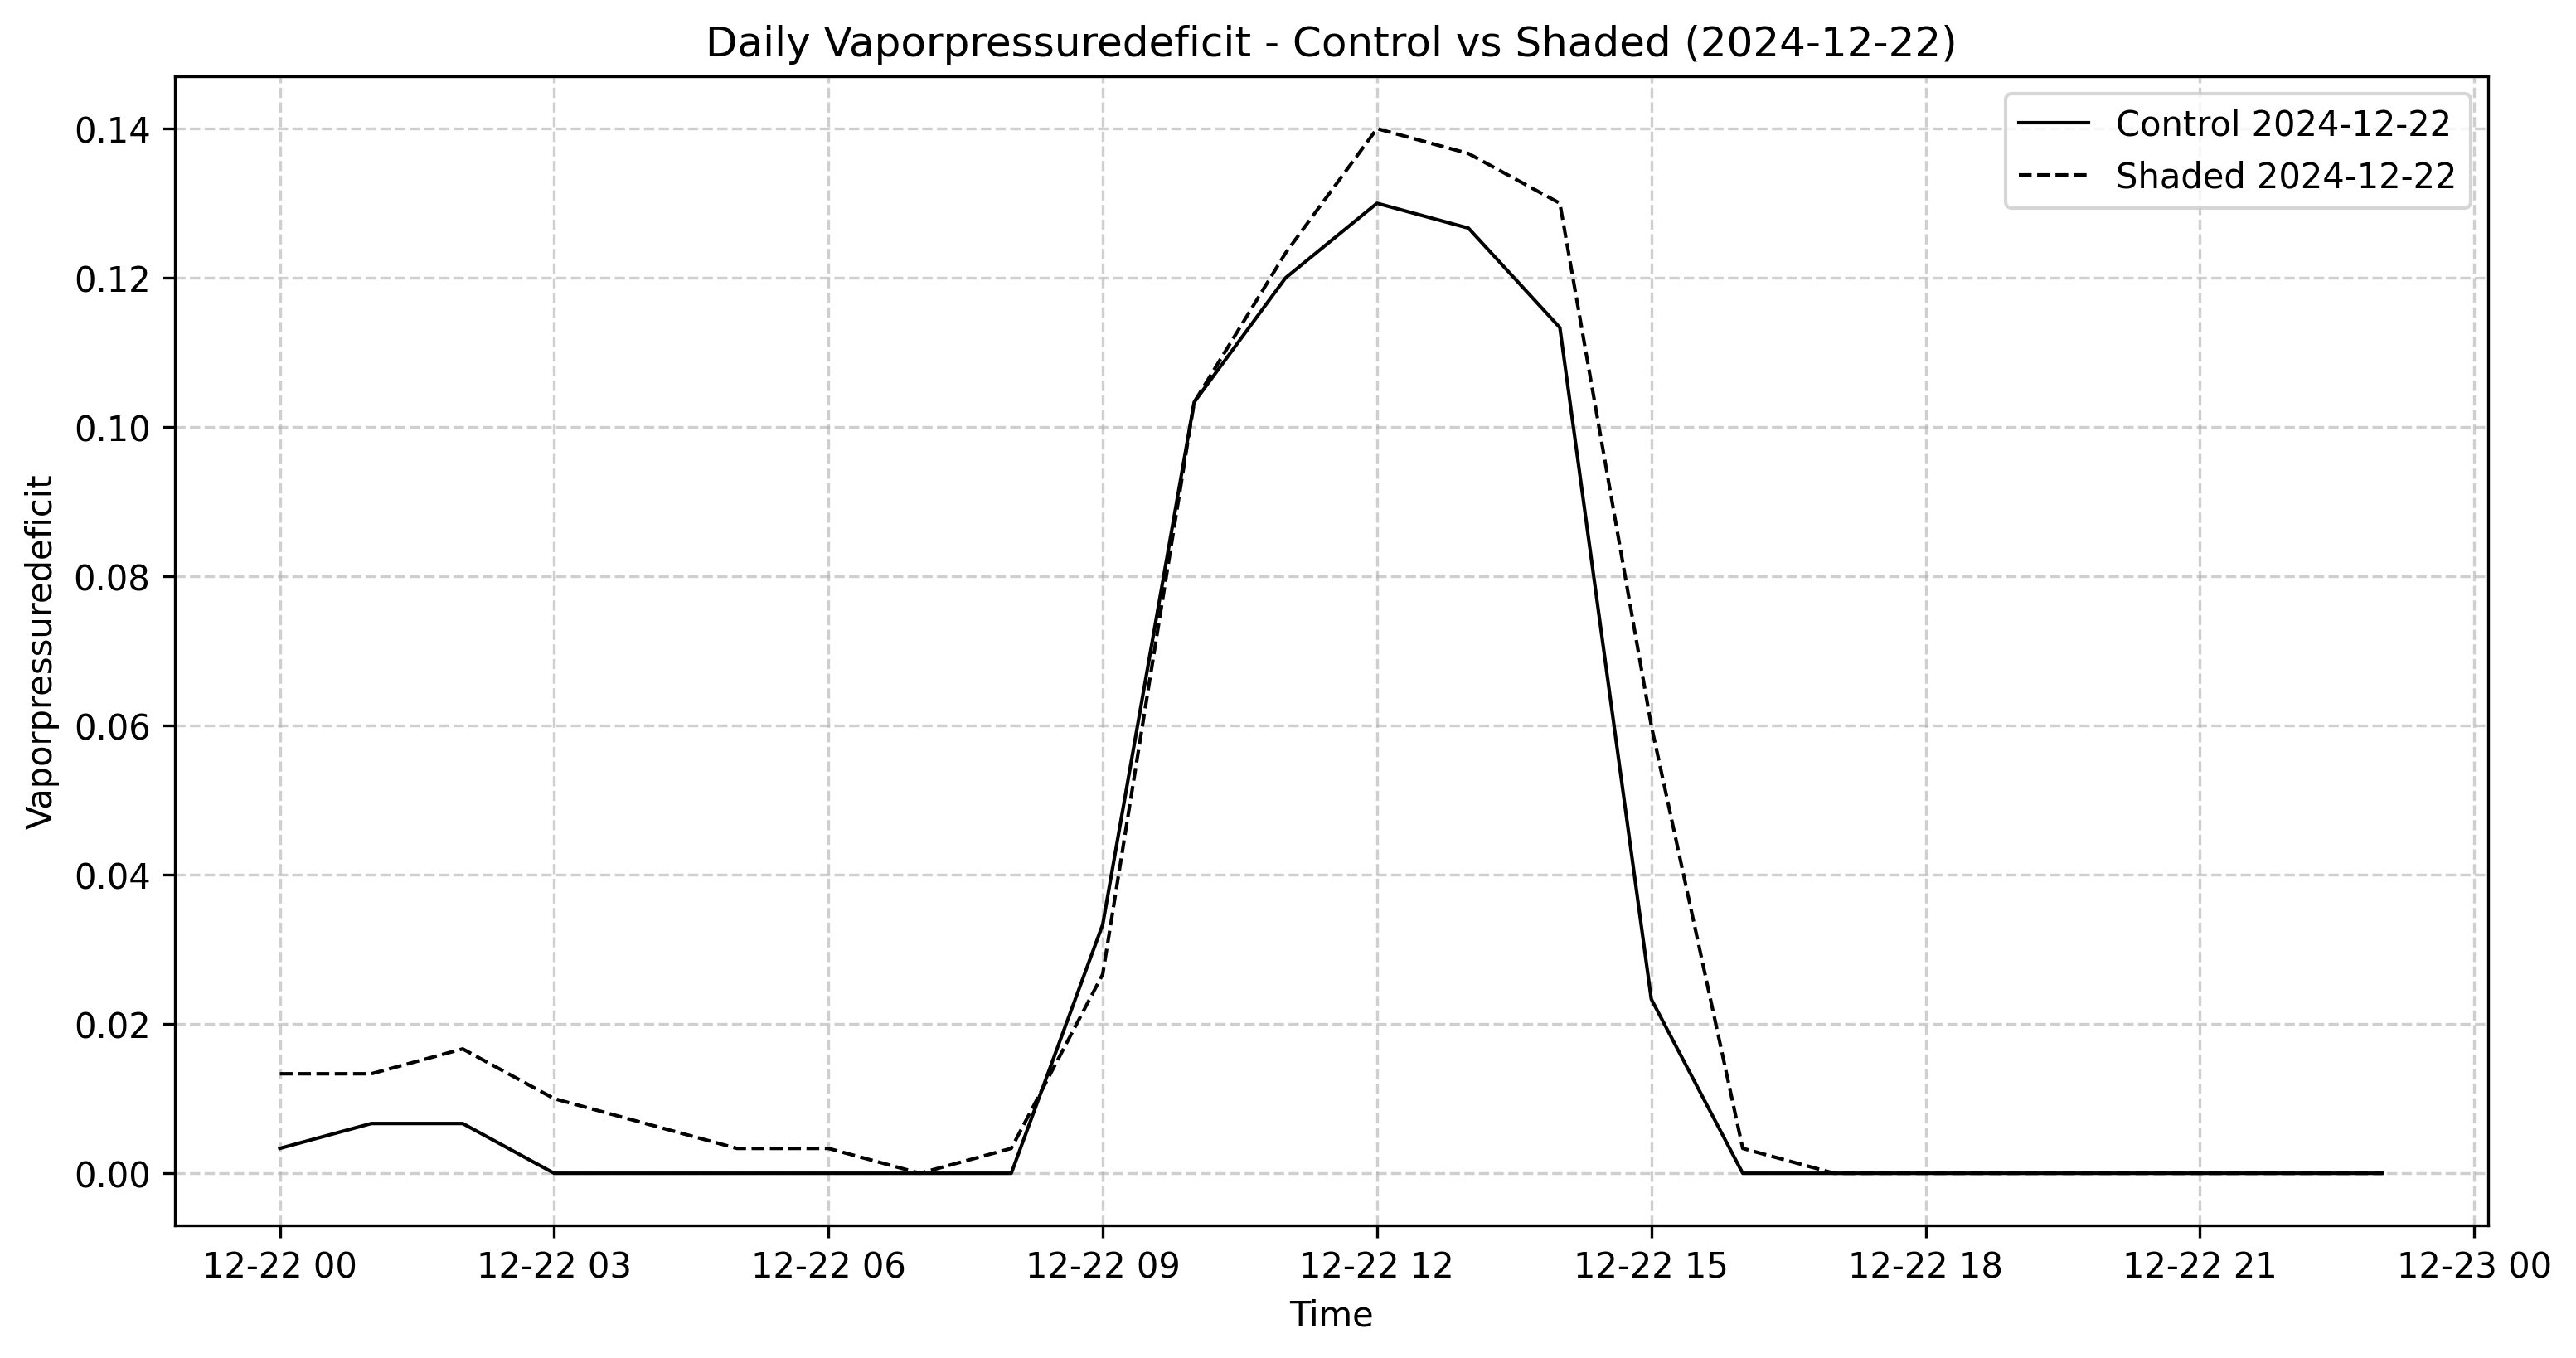 Daily Vaporpressuredeficit - Control vs Shaded (2024-12-22)
Control 2024-12-22
Shaded 2024-12-22
Vaporpressuredeficit
0.14
0.12
0.10
0.08
0.06
0.04
0.02
0.00
12-22 00 12-22 03 12-22 06 12-22 09 12-22 12 12-22 15 12-22 18 12-22 21 12-23 00
Time